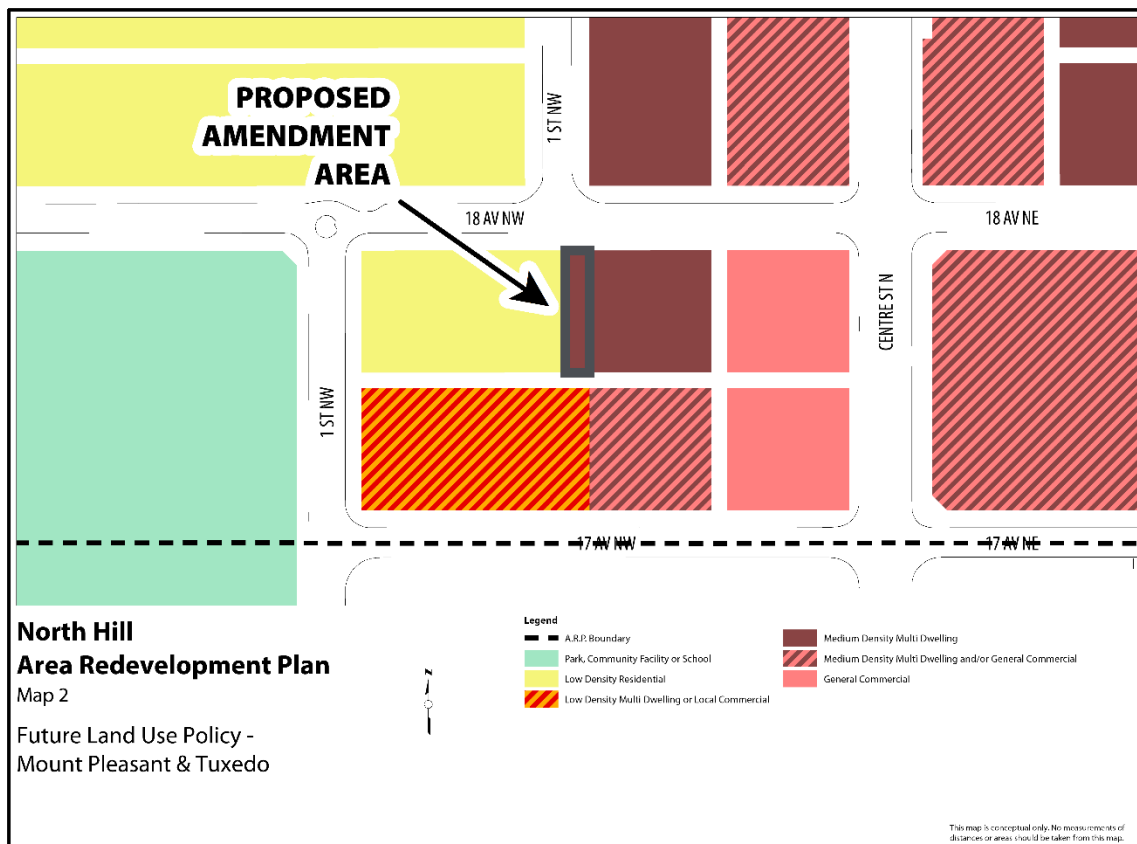 PROPOSED
AMENDMENT
AREA
1 ST NW
18 AV NW
18 AV NE
CENTRE ST N
1 ST NW
17 AV NW
17 AV NE
North Hill
Area Redevelopment Plan
Map 2
Future Land Use Policy -
Mount Pleasant & Tuxedo
N
Legend
A.R.P. Boundary
Park, Community Facility or School
Low Density Residential
Low Density Multi Dwelling or Local Commercial
Medium Density Multi Dwelling
Medium Density Multi Dwelling and/or General Commercial
General Commercial
This map is conceptual only. No measurements of
distances or areas should be taken from this map.